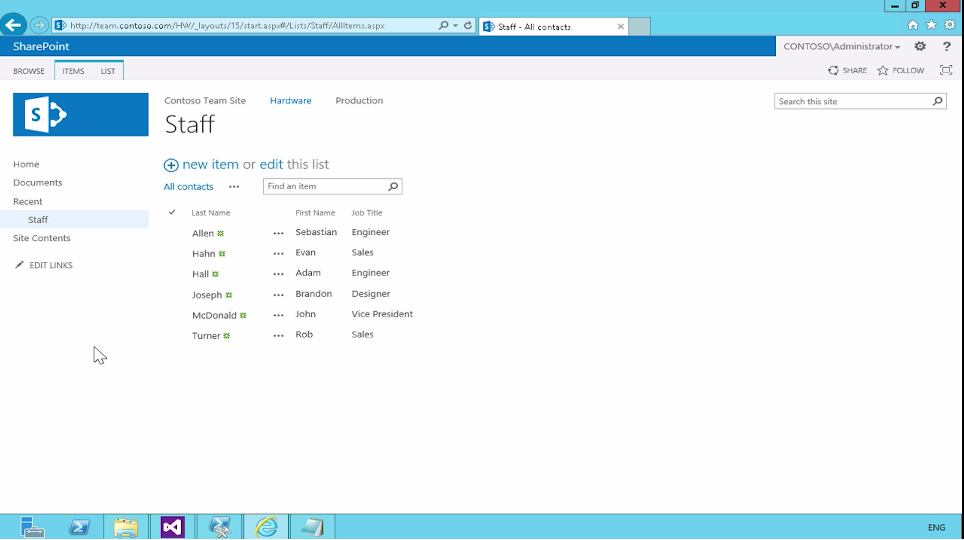 http://team.contoso.com/HW/_layouts/15/start.aspx#/Lists/Staff/AllItems.aspx
Staff - All contacts
SharePoint
CONTOSO\Administrator
?
BROWSE ITEMS LIST
SHARE FOLLOW
S
Contoso Team Site Hardware Production
Search this site
Staff
Home
Documents
Recent
Staff
Site Contents
EDIT LINKS
new item or edit this list
All contacts ... Find an item
Last Name First Name Job Title
Allen ... Sebastian Engineer
Hahn ... Evan Sales
Hall ... Adam Engineer
Joseph ... Brandon Designer
McDonald ... John Vice President
Turner ... Rob Sales
ENG